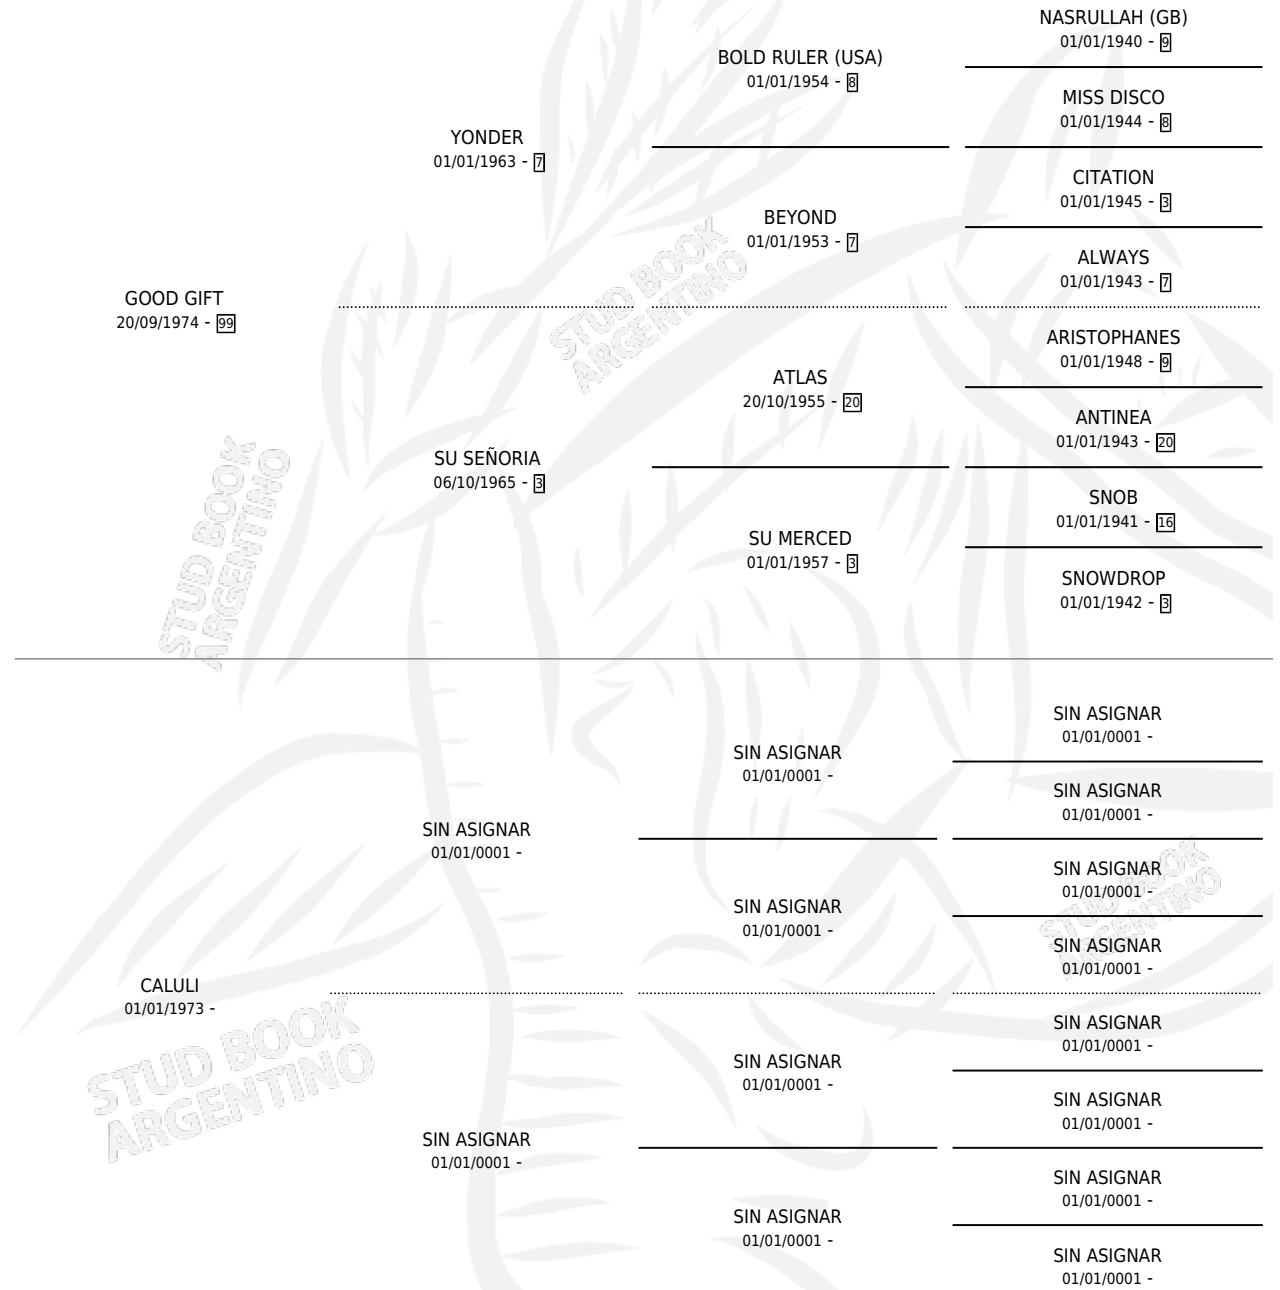 NASRULLAH (GB)
01/01/1940 - 9
BOLD RULER (USA)
01/01/1954 - 8
MISS DISCO
01/01/1944 - 8
YONDER
01/01/1963 - 7
CITATION
01/01/1945 - 3
BEYOND
01/01/1953 - 7
ALWAYS
01/01/1943 - 7
GOOD GIFT
20/09/1974 - 99
ARISTOPHANES
01/01/1948 - 9
ATLAS
20/10/1955 - 20
ANTINEA
01/01/1943 - 20
SU SEÑORIA
06/10/1965 - 3
SNOB
01/01/1941 - 16
SU MERCED
01/01/1957 - 3
SNOWDROP
01/01/1942 - 3
STUD BOOK
ARGENTINO
STUD BOOK
ARGENTINO
SIN ASIGNAR
01/01/0001 -
SIN ASIGNAR
01/01/0001 -
SIN ASIGNAR
01/01/0001 -
SIN ASIGNAR
01/01/0001 -
SIN ASIGNAR
01/01/0001 -
SIN ASIGNAR
01/01/0001 -
SIN ASIGNAR
01/01/0001 -
CALULI
01/01/1973 -
SIN ASIGNAR
01/01/0001 -
SIN ASIGNAR
01/01/0001 -
SIN ASIGNAR
01/01/0001 -
SIN ASIGNAR
01/01/0001 -
SIN ASIGNAR
01/01/0001 -
SIN ASIGNAR
01/01/0001 -
SIN ASIGNAR
01/01/0001 -
STUD BOOK
ARGENTINO
STUD BOOK
ARGENTINO